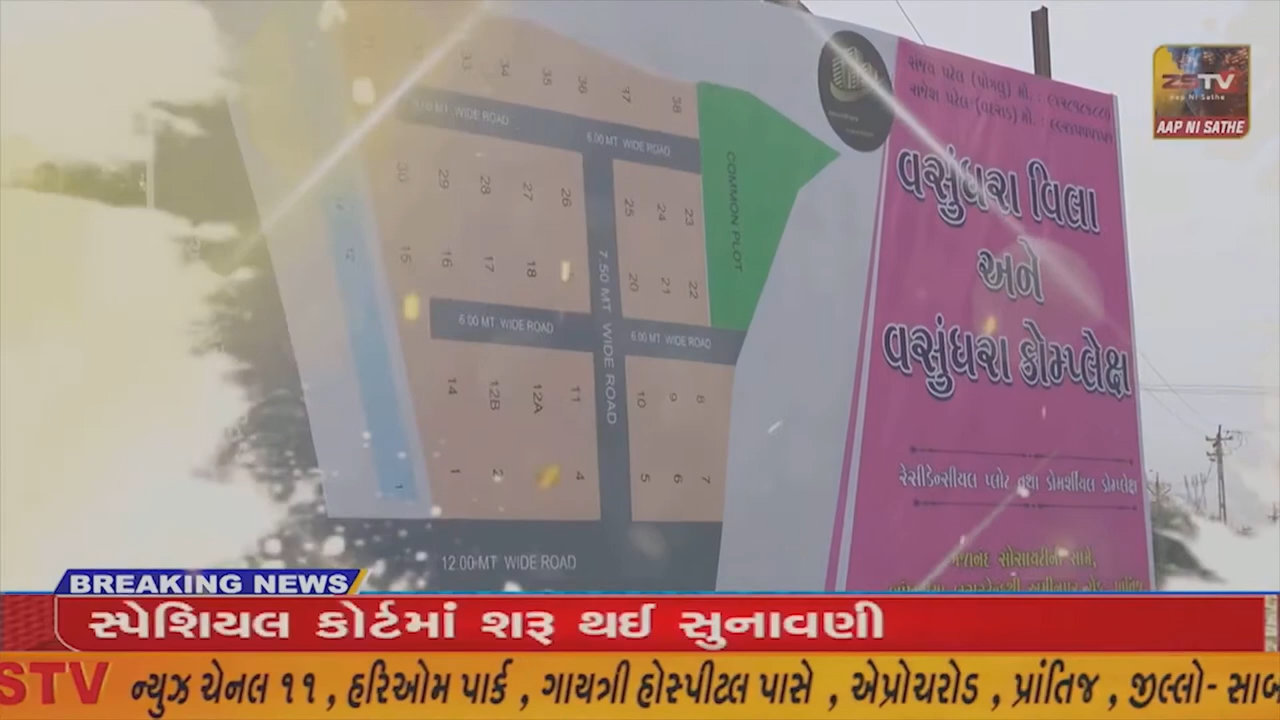 ZSTV
Aap Ni Sathe
AAP NI SATHE
વસુંધરા વિલા
અને
વસુંધરા કોમ્પ્લેક્ષ
રેસીડેન્સીયલ પ્લોટ તથા કોમર્શીયલ કોમ્પ્લેક્ષ
સોસાયટીની સામે,
33 34 35 36 37 38
6.00 MT WIDE ROAD
6.00 MT WIDE ROAD
30 29 28 27 26
25 24 23
COMMON PLOT
15 16 17 18
20 21 22
7.50 MT WIDE ROAD
6.00 MT WIDE ROAD
6.00 MT WIDE ROAD
14 12B 12A 11
10 9 8
1 2 4
5 6 7
1
12.00 MT WIDE ROAD
BREAKING NEWS
સ્પેશિયલ કોર્ટમાં શરૂ થઈ સુનાવણી
STV ન્યુઝ ચેનલ ૧૧ , હરિઓમ પાર્ક , ગાયત્રી હોસ્પીટલ પાસે , એપ્રોચરોડ , પ્રાંતિજ , જીલ્લો- સાબ